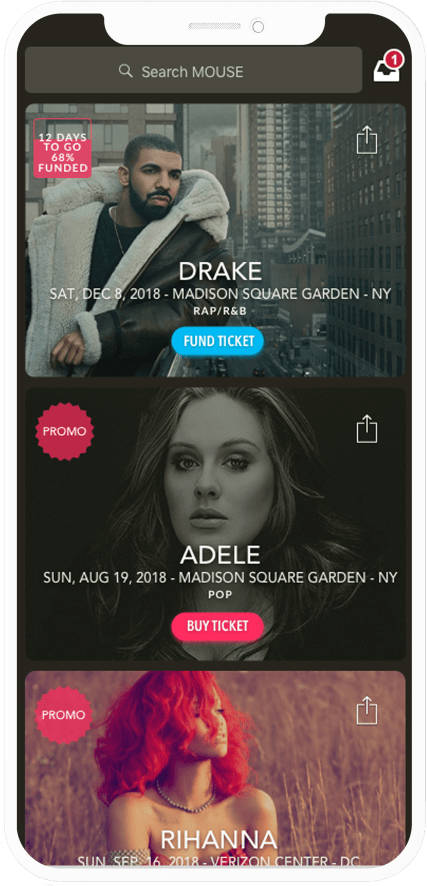 Search MOUSE
1
12 DAYS
TO GO
68%
FUNDED
DRAKE
SAT, DEC 8, 2018 - MADISON SQUARE GARDEN - NY
RAP/R&B
FUND TICKET
PROMO
ADELE
SUN, AUG 19, 2018 - MADISON SQUARE GARDEN - NY
POP
BUY TICKET
PROMO
RIHANNA
SUN, SEP, 16, 2018 - VERIZON CENTER - DC